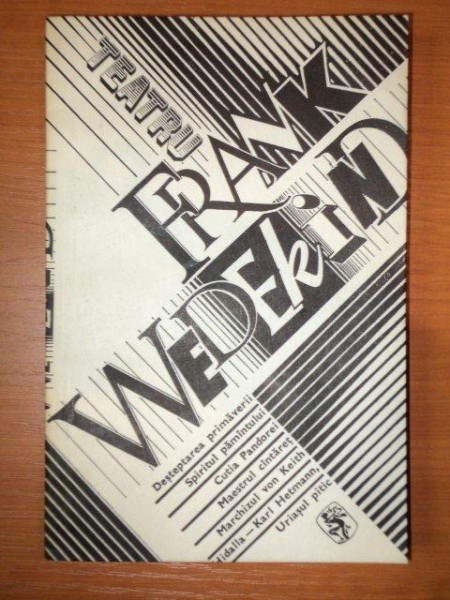 TEATRU
FRANK
WEDEKIND
Deșteptarea primăverii
Spiritul pămîntului
Cutia Pandorei
Maestrul cîntăreț
Marchizul von Keith
Hidalla – Karl Hetmann,
Uriașul pitic